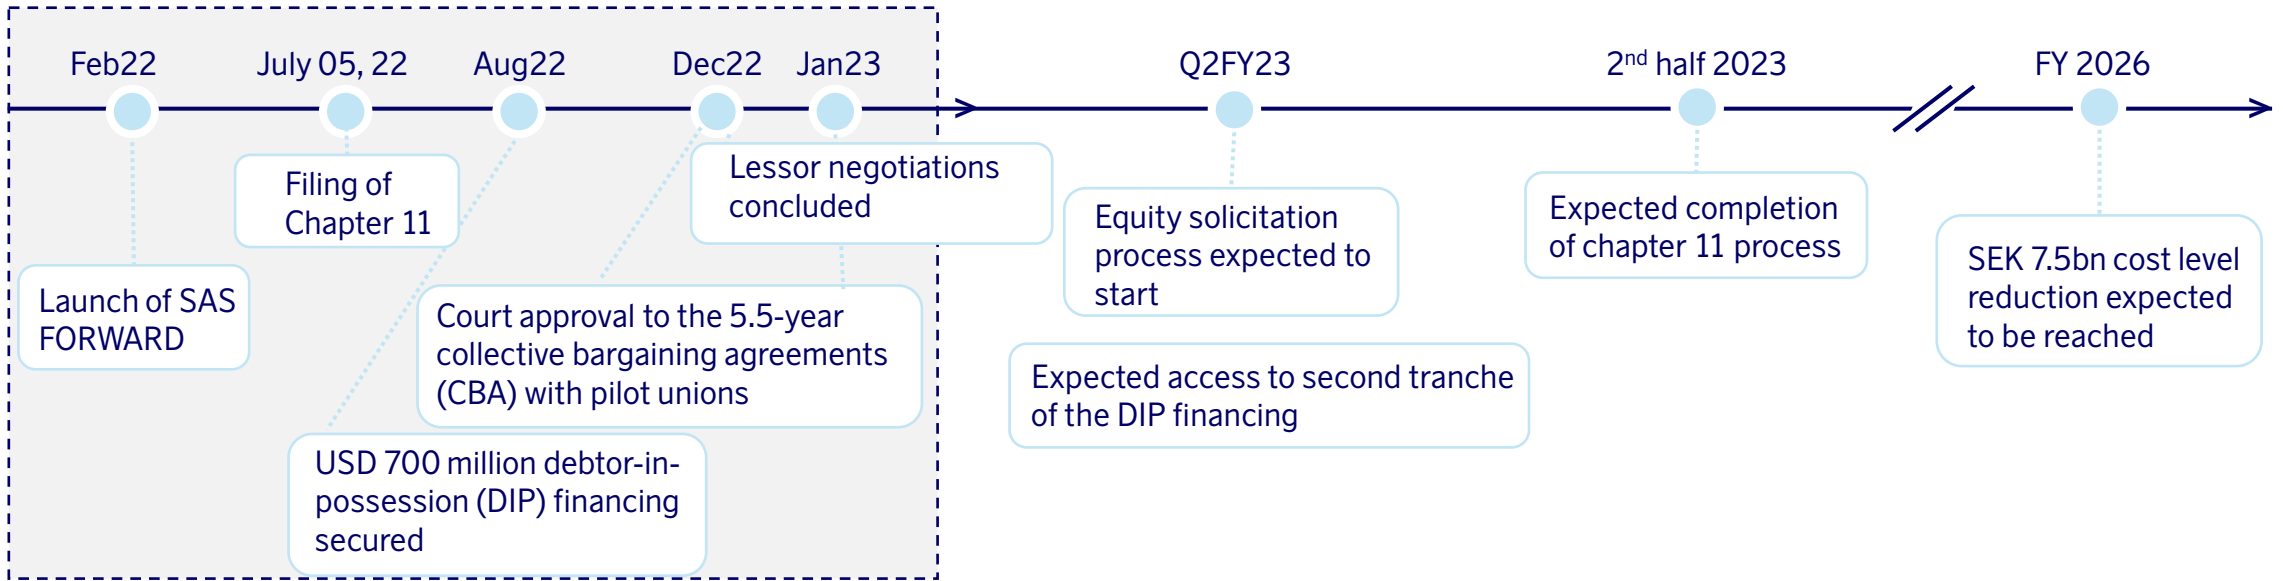 Feb22
July 05, 22
Aug22
Dec22
Jan23
Q2FY23
2nd half 2023
FY 2026
Filing of
Chapter 11
Lessor negotiations
concluded
Launch of SAS
FORWARD
Court approval to the 5.5-year
collective bargaining agreements
(CBA) with pilot unions
USD 700 million debtor-in-
possession (DIP) financing
secured
Equity solicitation
process expected to
start
Expected access to second tranche
of the DIP financing
Expected completion
of chapter 11 process
SEK 7.5bn cost level
reduction expected
to be reached